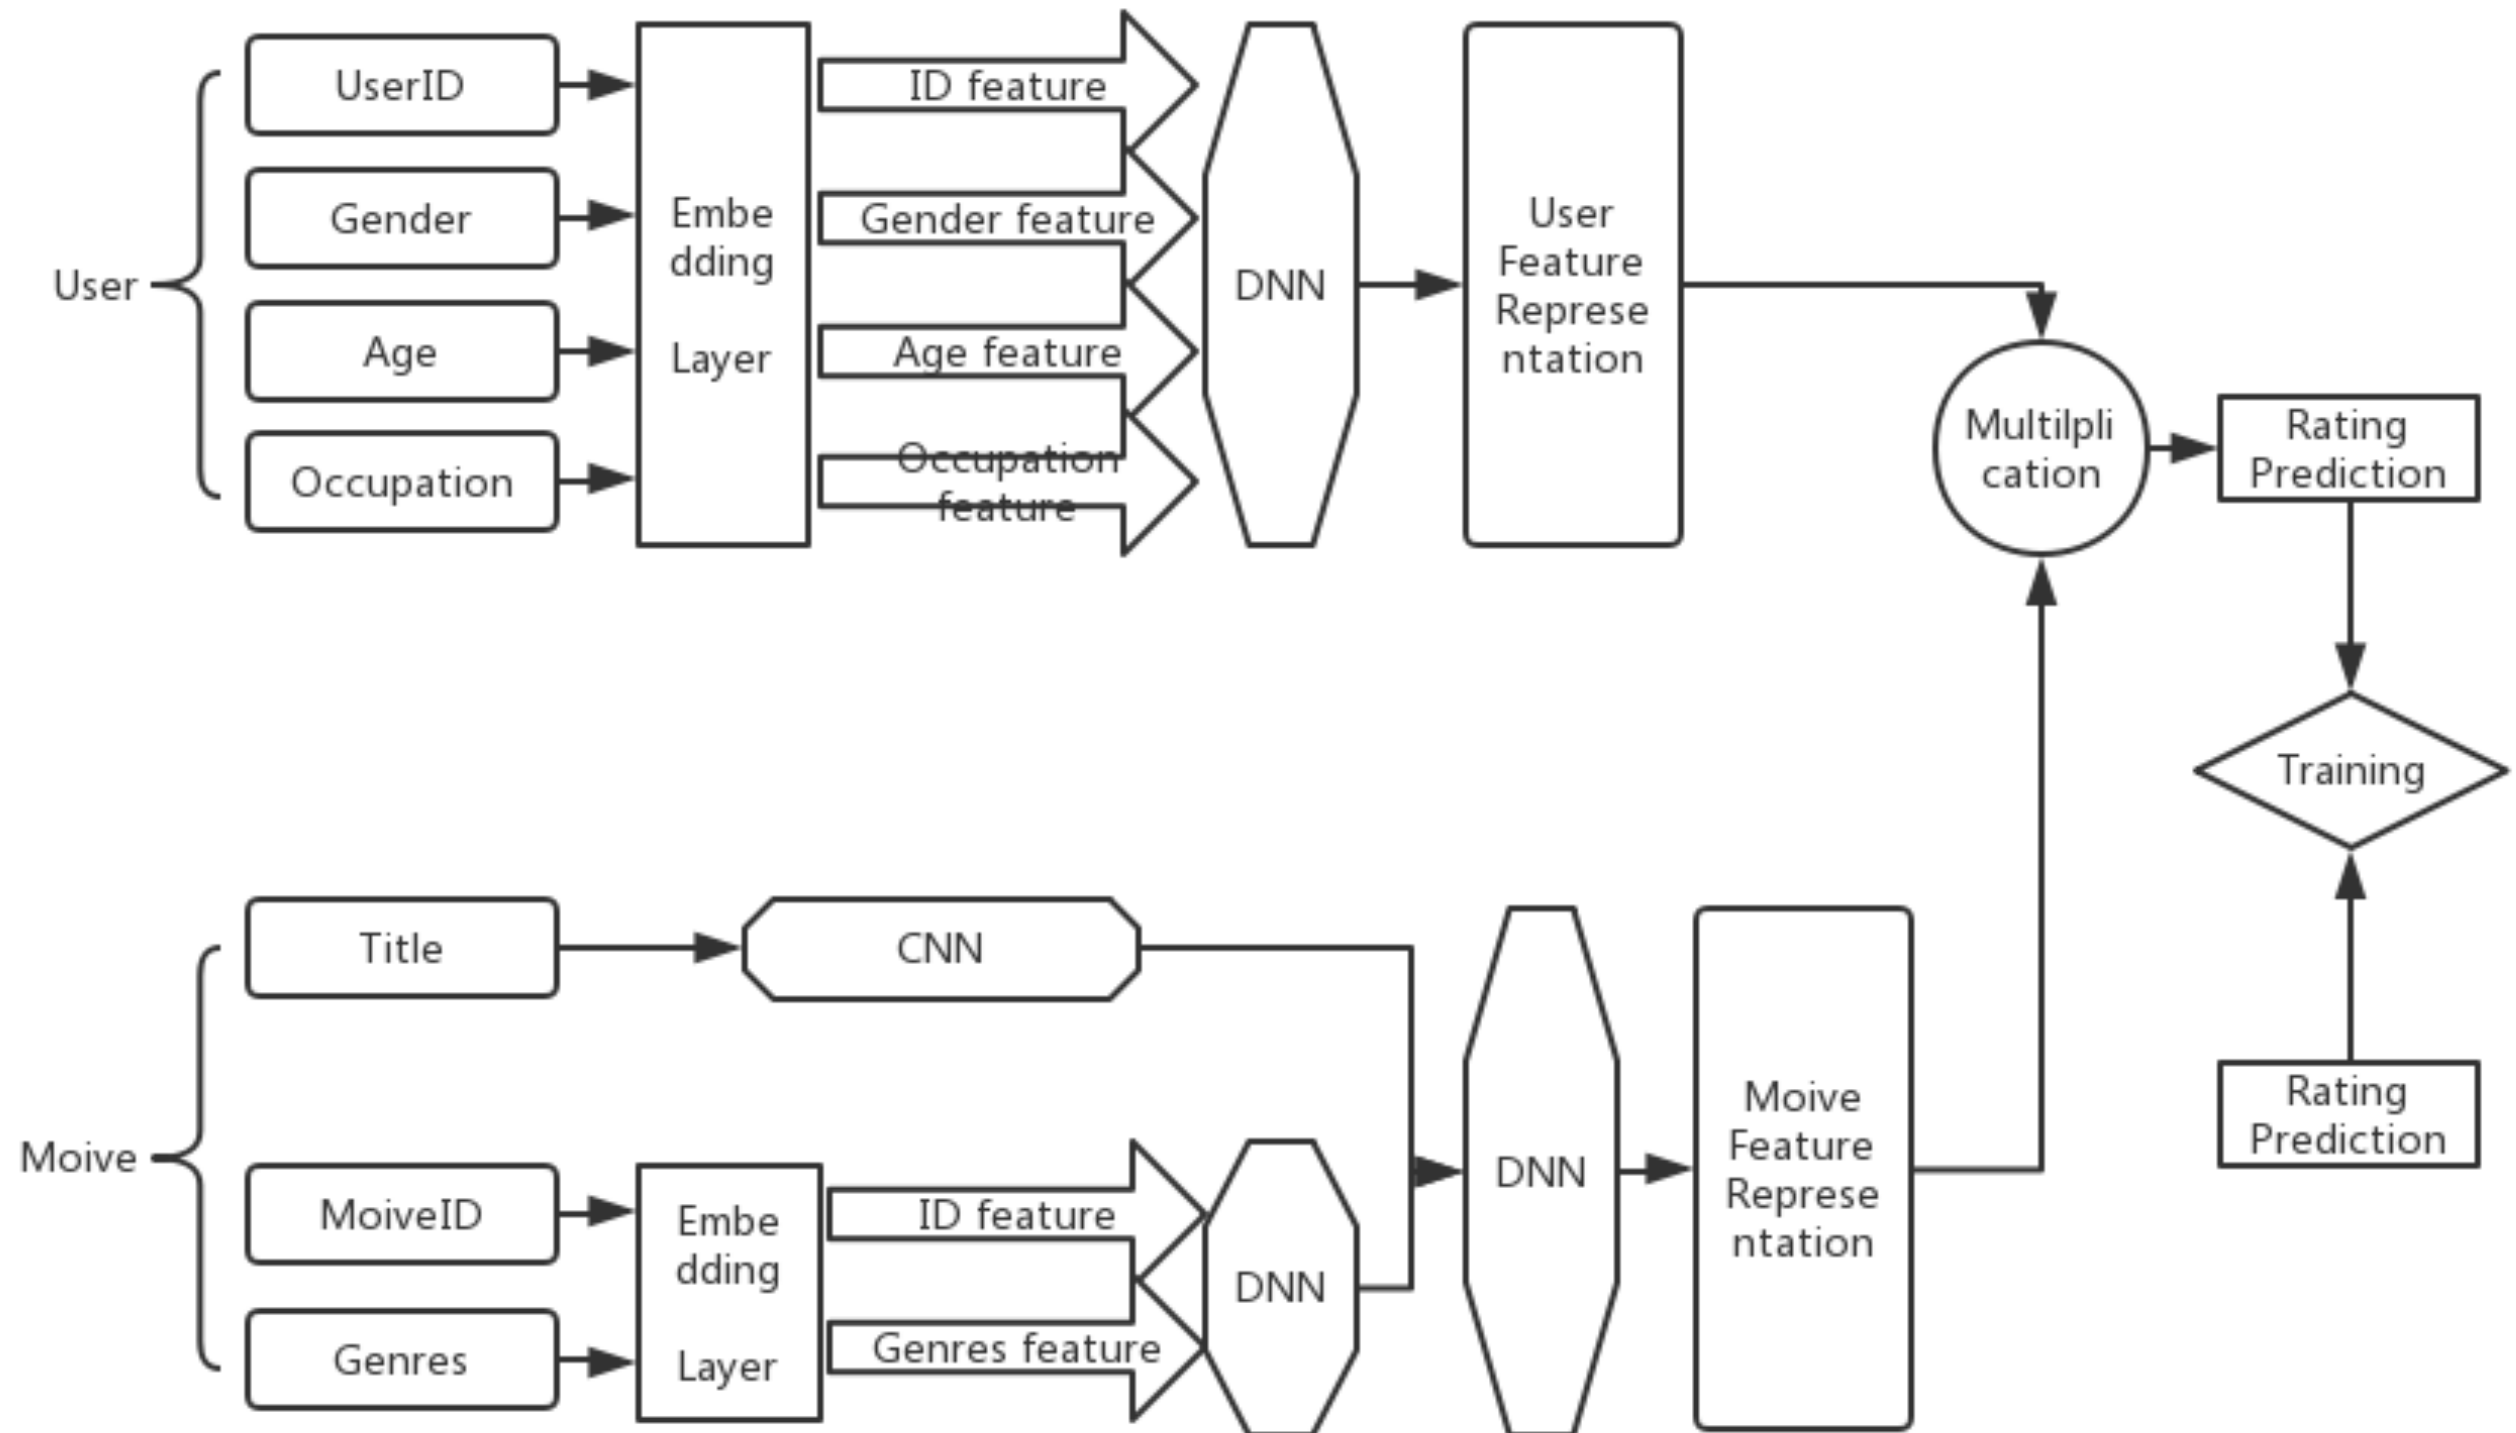 User
UserID
Gender
Age
Occupation
Embe
dding
Layer
ID feature
Gender feature
Age feature
Occupation
feature
DNN
User
Feature
Represe
ntation
Multilpli
cation
Rating
Prediction
Training
Rating
Prediction
Moive
Title
CNN
MoiveID
Genres
Embe
dding
Layer
ID feature
Genres feature
DNN
DNN
Moive
Feature
Represe
ntation